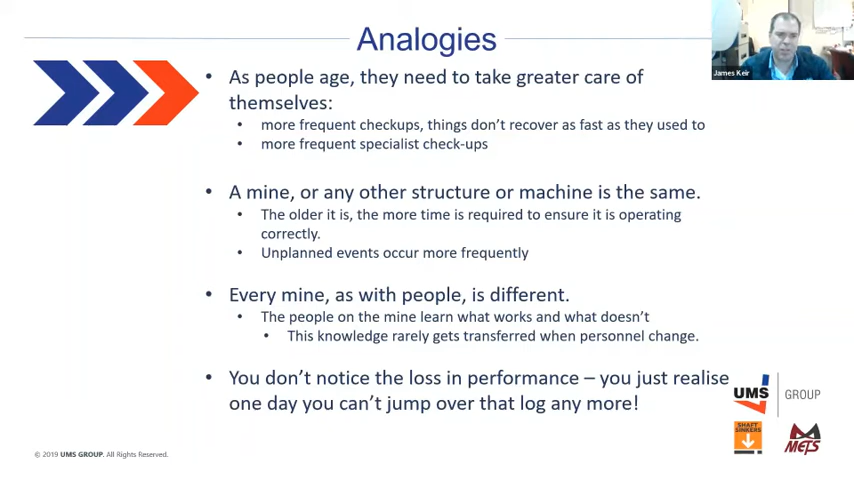 Analogies
James Keir
• As people age, they need to take greater care of
themselves:
• more frequent checkups, things don't recover as fast as they used to
• more frequent specialist check-ups
• A mine, or any other structure or machine is the same.
• The older it is, the more time is required to ensure it is operating
correctly.
• Unplanned events occur more frequently
• Every mine, as with people, is different.
• The people on the mine learn what works and what doesn't
• This knowledge rarely gets transferred when personnel change.
• You don't notice the loss in performance – you just realise
one day you can't jump over that log any more!
UMS GROUP
SHAFT
SINKERS
METS
© 2019 UMS GROUP. All Rights Reserved.